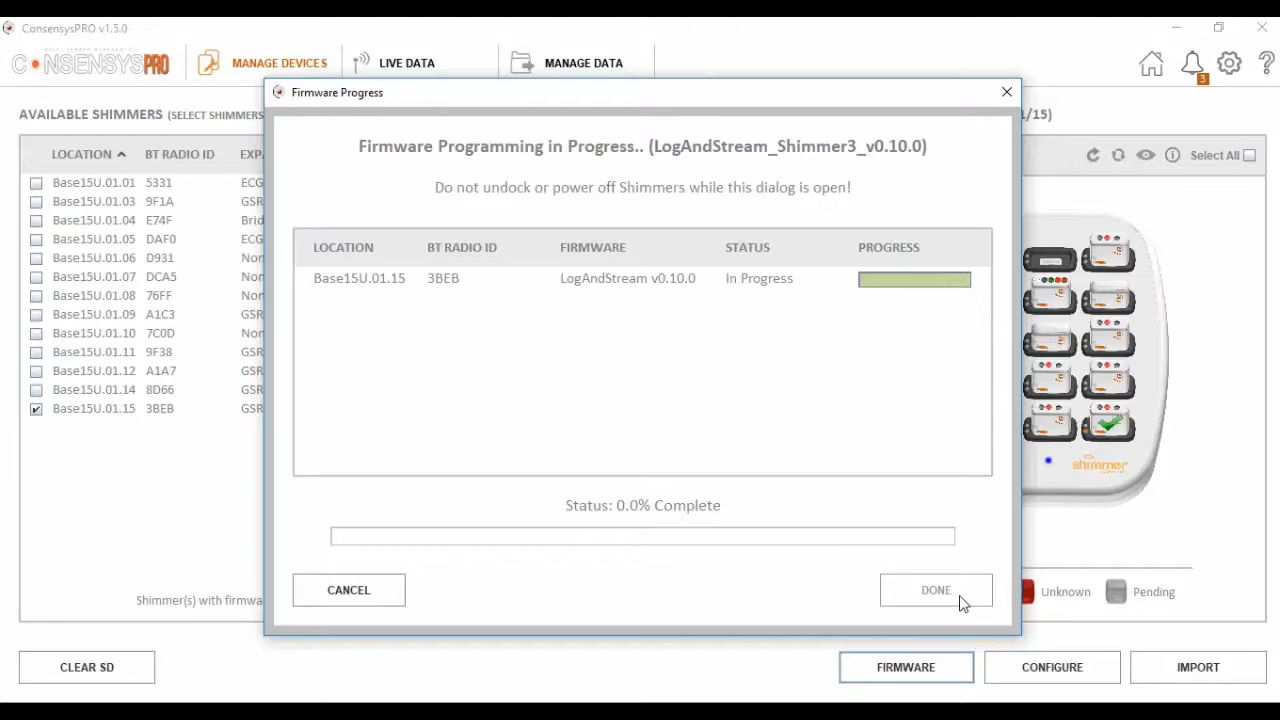 ConsensysPRO v1.5.0
CONSENSYSPRO
MANAGE DEVICES
LIVE DATA
MANAGE DATA
3
Firmware Progress
AVAILABLE SHIMMERS (SELECT SHIMMERS
1/15)
LOCATION BT RADIO ID EXPA
Select All
Base15U.01.01 5331 ECG
Base15U.01.03 9F1A GSR
Base15U.01.04 E74F Brid
Base15U.01.05 DAF0 ECG
Base15U.01.06 D931 Non
Base15U.01.07 DCA5 Non
Base15U.01.08 76FF Non
Base15U.01.09 A1C3 GSR
Base15U.01.10 7C0D Non
Base15U.01.11 9F38 GSR
Base15U.01.12 A1A7 GSR
Base15U.01.14 8D66 GSR
Base15U.01.15 3BEB GSR
Firmware Programming in Progress.. (LogAndStream_Shimmer3_v0.10.0)
Do not undock or power off Shimmers while this dialog is open!
LOCATION BT RADIO ID FIRMWARE STATUS PROGRESS
Base15U.01.15 3BEB LogAndStream v0.10.0 In Progress
shimmer
Status: 0.0% Complete
CANCEL
DONE
Shimmer(s) with firmwa
Unknown
Pending
CLEAR SD
FIRMWARE
CONFIGURE
IMPORT